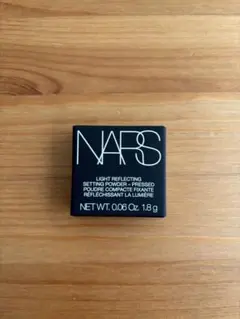 NARS
LIGHT REFLECTING
SETTING POWDER - PRESSED
POUDRE COMPACTE FIXANTE
RÉFLÉCHISSANT LA LUMIÈRE
NET WT. 0.06 Oz. 1.8 g